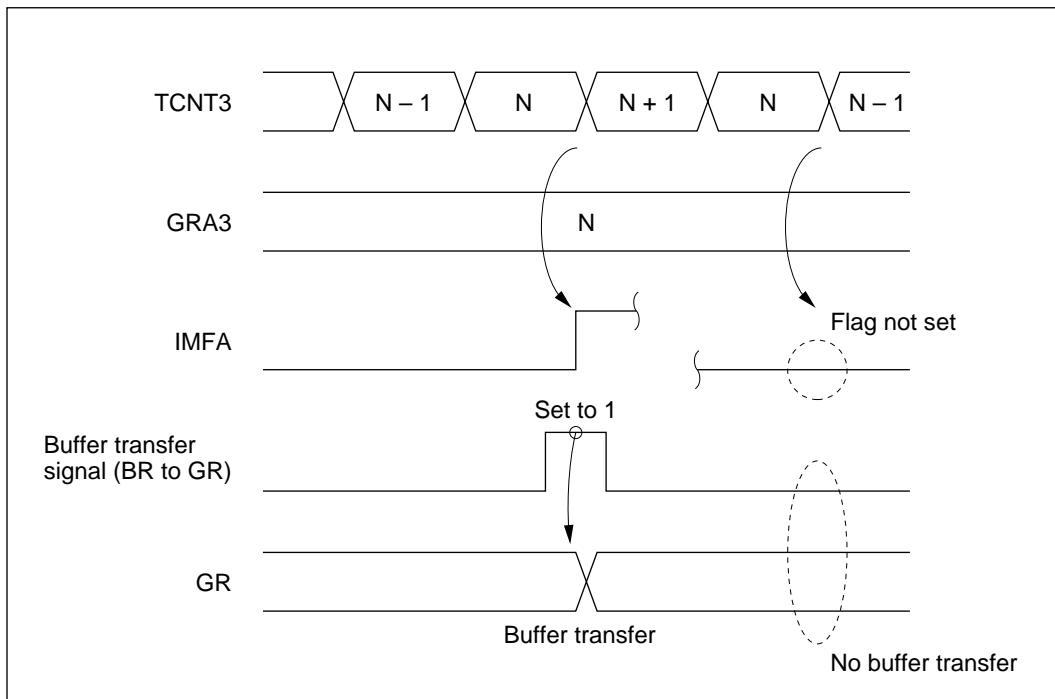 TCNT3 N – 1 N N + 1 N N – 1
GRA3 N
Flag not set
IMFA
Set to 1
Buffer transfer
signal (BR to GR)
GR
Buffer transfer
No buffer transfer